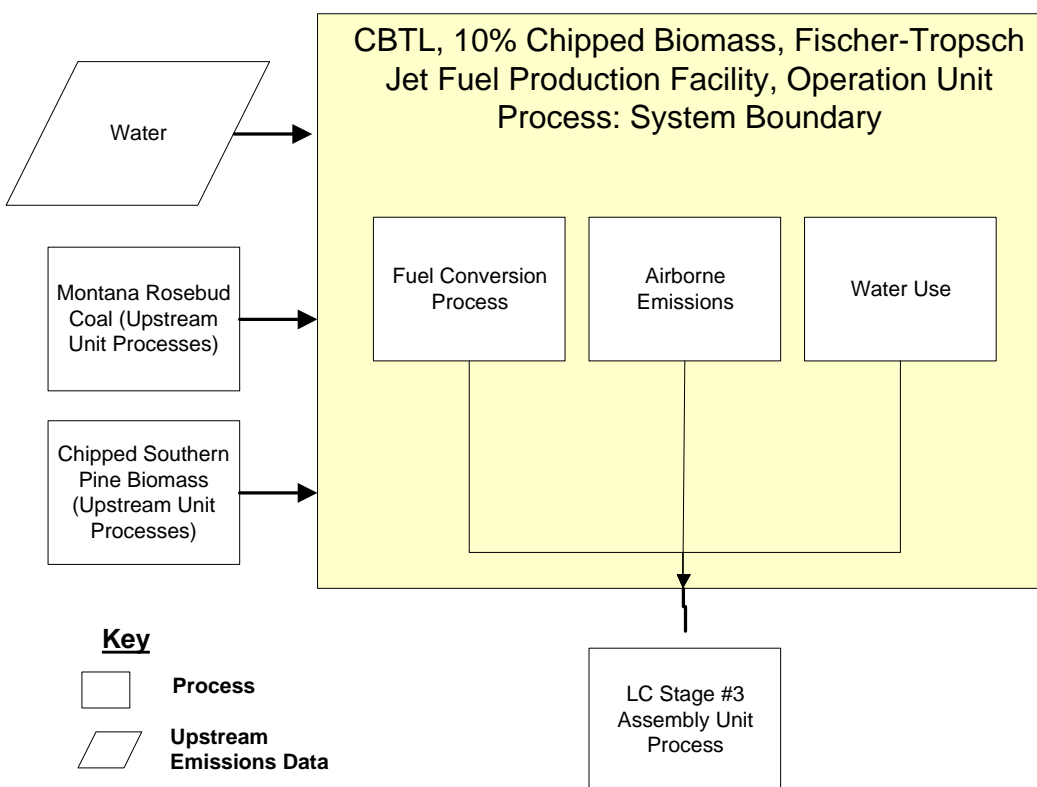 CBTL, 10% Chipped Biomass, Fischer-Tropsch
Jet Fuel Production Facility, Operation Unit
Process: System Boundary
Water
Montana Rosebud
Coal (Upstream
Unit Processes)
Chipped Southern
Pine Biomass
(Upstream Unit
Processes)
Fuel Conversion
Process
Airborne
Emissions
Water Use
Key
Process
Upstream
Emissions Data
LC Stage #3
Assembly Unit
Process